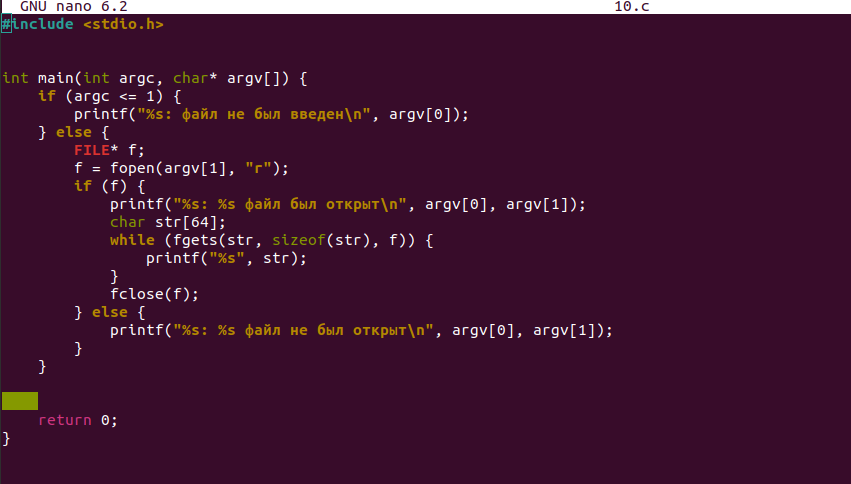 GNU nano 6.2 10.c
#include <stdio.h>
int main(int argc, char* argv[]) {
    if (argc <= 1) {
        printf("%s: файл не был введен\n", argv[0]);
    } else {
        FILE* f;
        f = fopen(argv[1], "r");
        if (f) {
            printf("%s: %s файл был открыт\n", argv[0], argv[1]);
            char str[64];
            while (fgets(str, sizeof(str), f)) {
                printf("%s", str);
            }
            fclose(f);
        } else {
            printf("%s: %s файл не был открыт\n", argv[0], argv[1]);
        }
    }
    return 0;
}